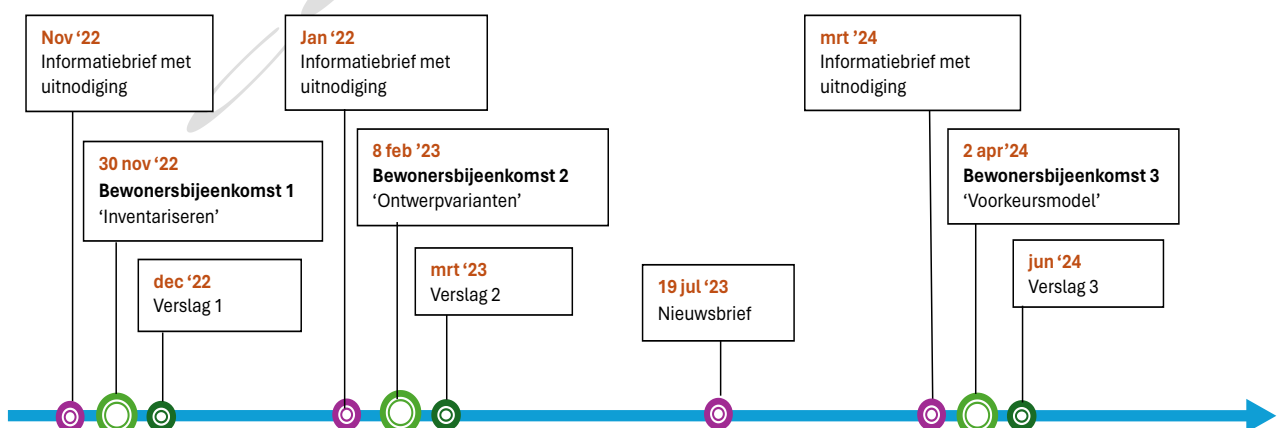 Nov ‘22
Informatiebrief met
uitnodiging
30 nov ‘22
Bewonersbijeenkomst 1
‘Inventariseren’
dec ‘22
Verslag 1
Jan ‘22
Informatiebrief met
uitnodiging
8 feb ’23
Bewonersbijeenkomst 2
‘Ontwerpvarianten’
mrt ‘23
Verslag 2
19 jul ‘23
Nieuwsbrief
mrt ’24
Informatiebrief met
uitnodiging
2 apr’24
Bewonersbijeenkomst 3
‘Voorkeursmodel’
jun ‘24
Verslag 3